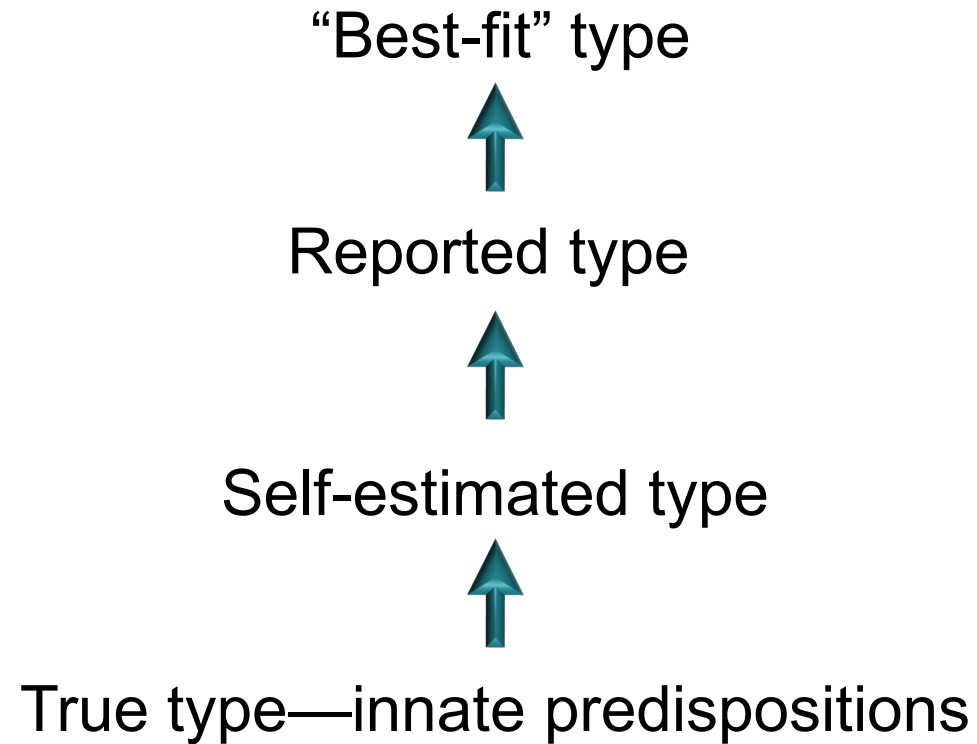 “Best-fit” type
Reported type
Self-estimated type
True type—innate predispositions